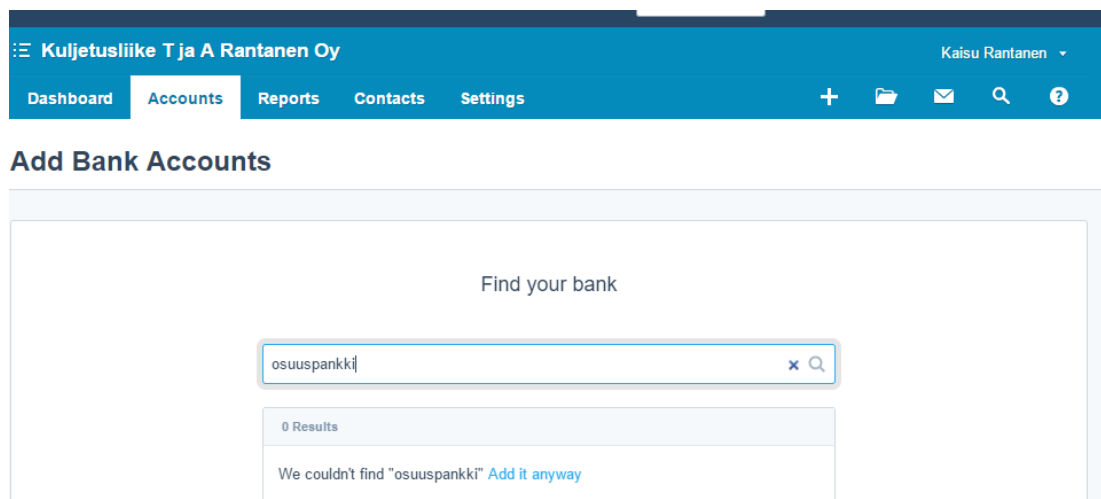 Kuljetusliike T ja A Rantanen Oy
Kaisu Rantanen
Dashboard Accounts Reports Contacts Settings
Add Bank Accounts
Find your bank
osuuspankki
0 Results
We couldn't find "osuuspankki" Add it anyway